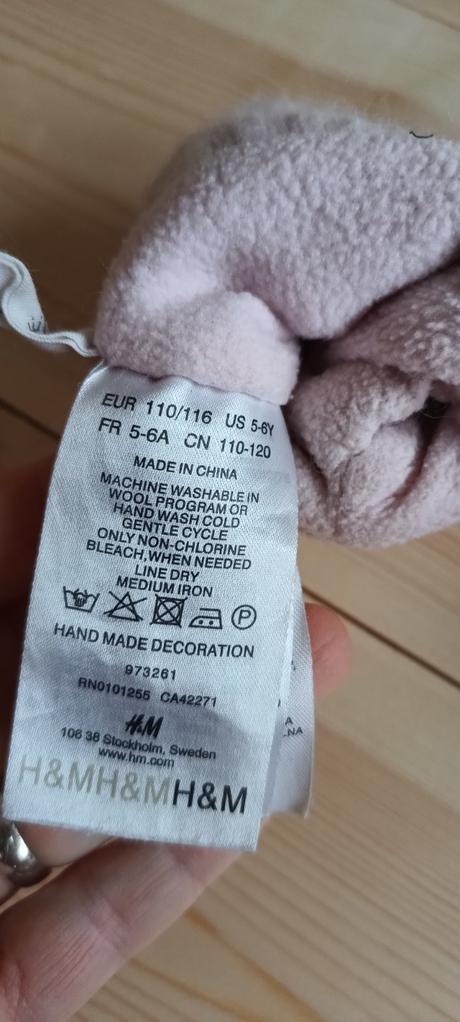 EUR 110/116 US 5-6Y
FR 5-6A CN 110-120
MADE IN CHINA
MACHINE WASHABLE IN
WOOL PROGRAM OR
HAND WASH COLD
GENTLE CYCLE
ONLY NON-CHLORINE
BLEACH,WHEN NEEDED
LINE DRY
MEDIUM IRON
P
HAND MADE DECORATION
973261
RN0101255 CA42271
H&M
106 38 Stockholm, Sweden
www.hm.com
H&MH&MH&M